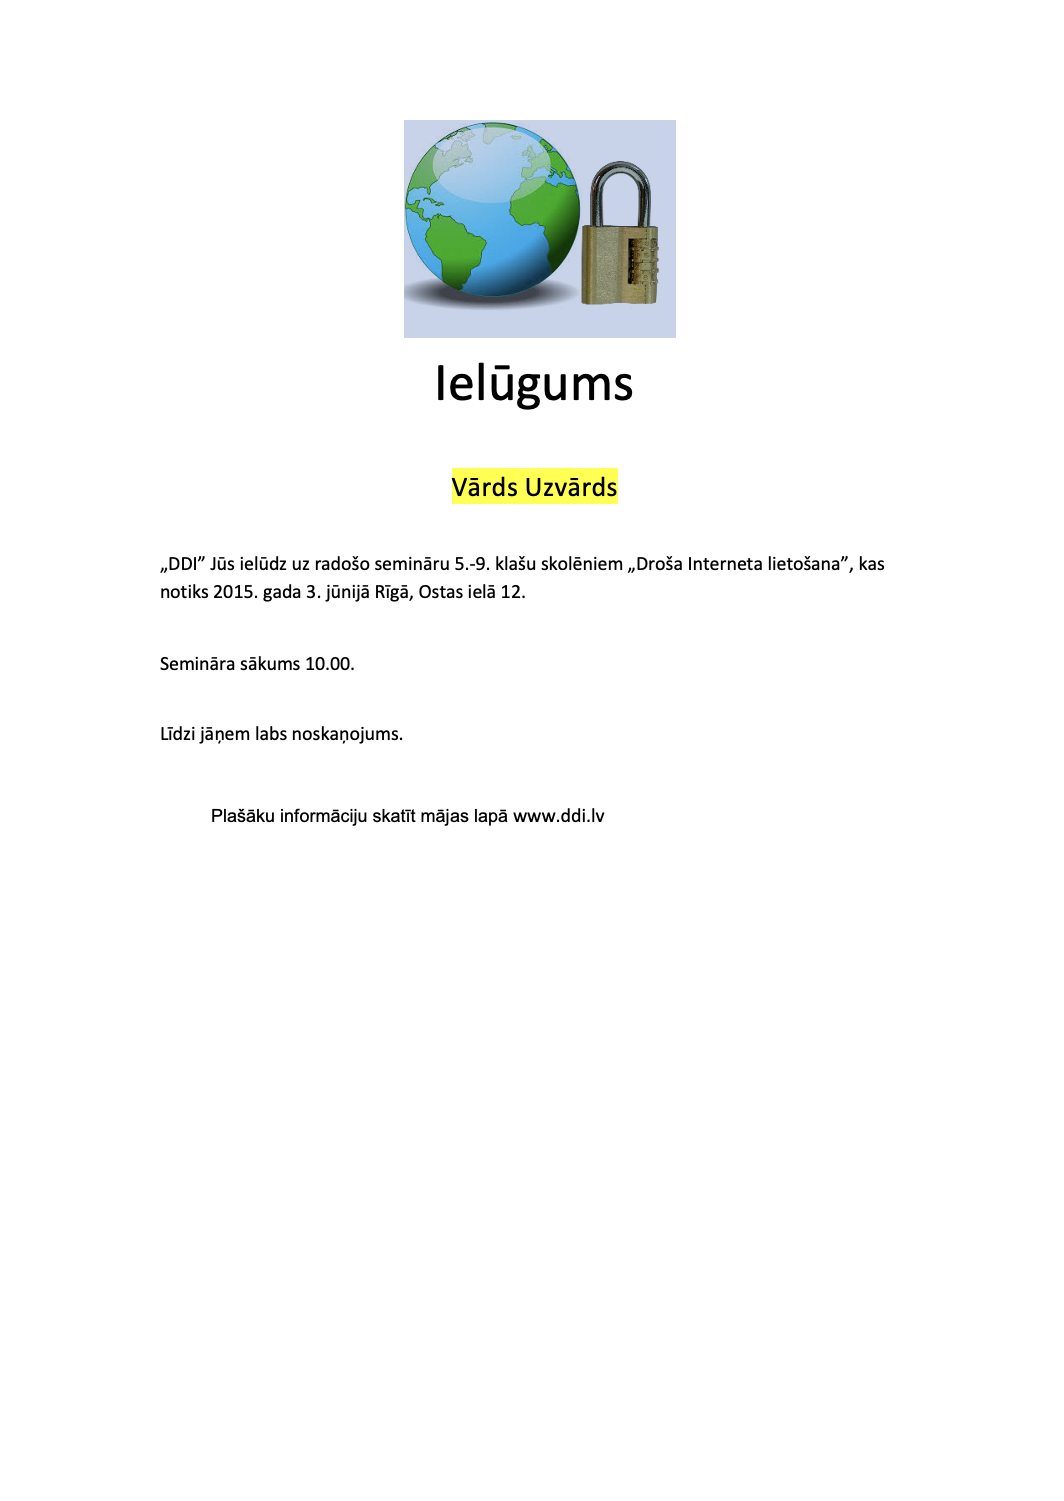 Ielūgums
Vārds Uzvārds
„DDI” Jūs ielūdz uz radošo semināru 5.-9. klašu skolēniem „Droša Interneta lietošana”, kas
notiks 2015. gada 3. jūnijā Rīgā, Ostas ielā 12.
Semināra sākums 10.00.
Līdzi jāņem labs noskaņojums.
Plašāku informāciju skatīt mājas lapā www.ddi.lv